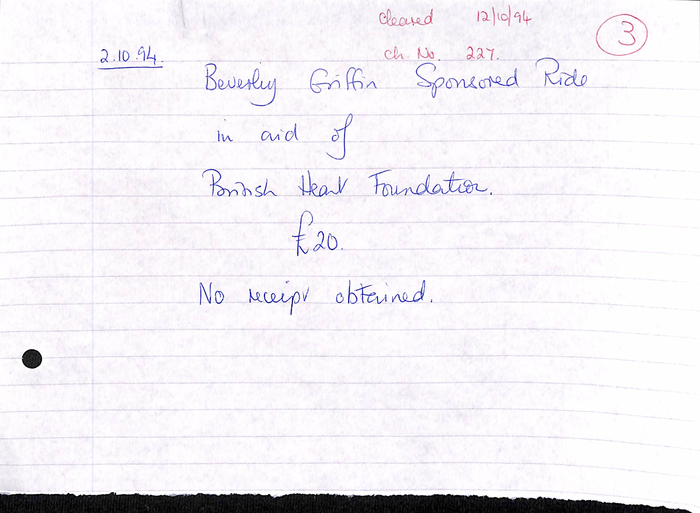 Cleared 12/10/94
3
Ch. No. 227.
2.10.94.
Beverly Griffin Sponsored Ride
in aid of
British Heart Foundation.
£20.
No receipt obtained.